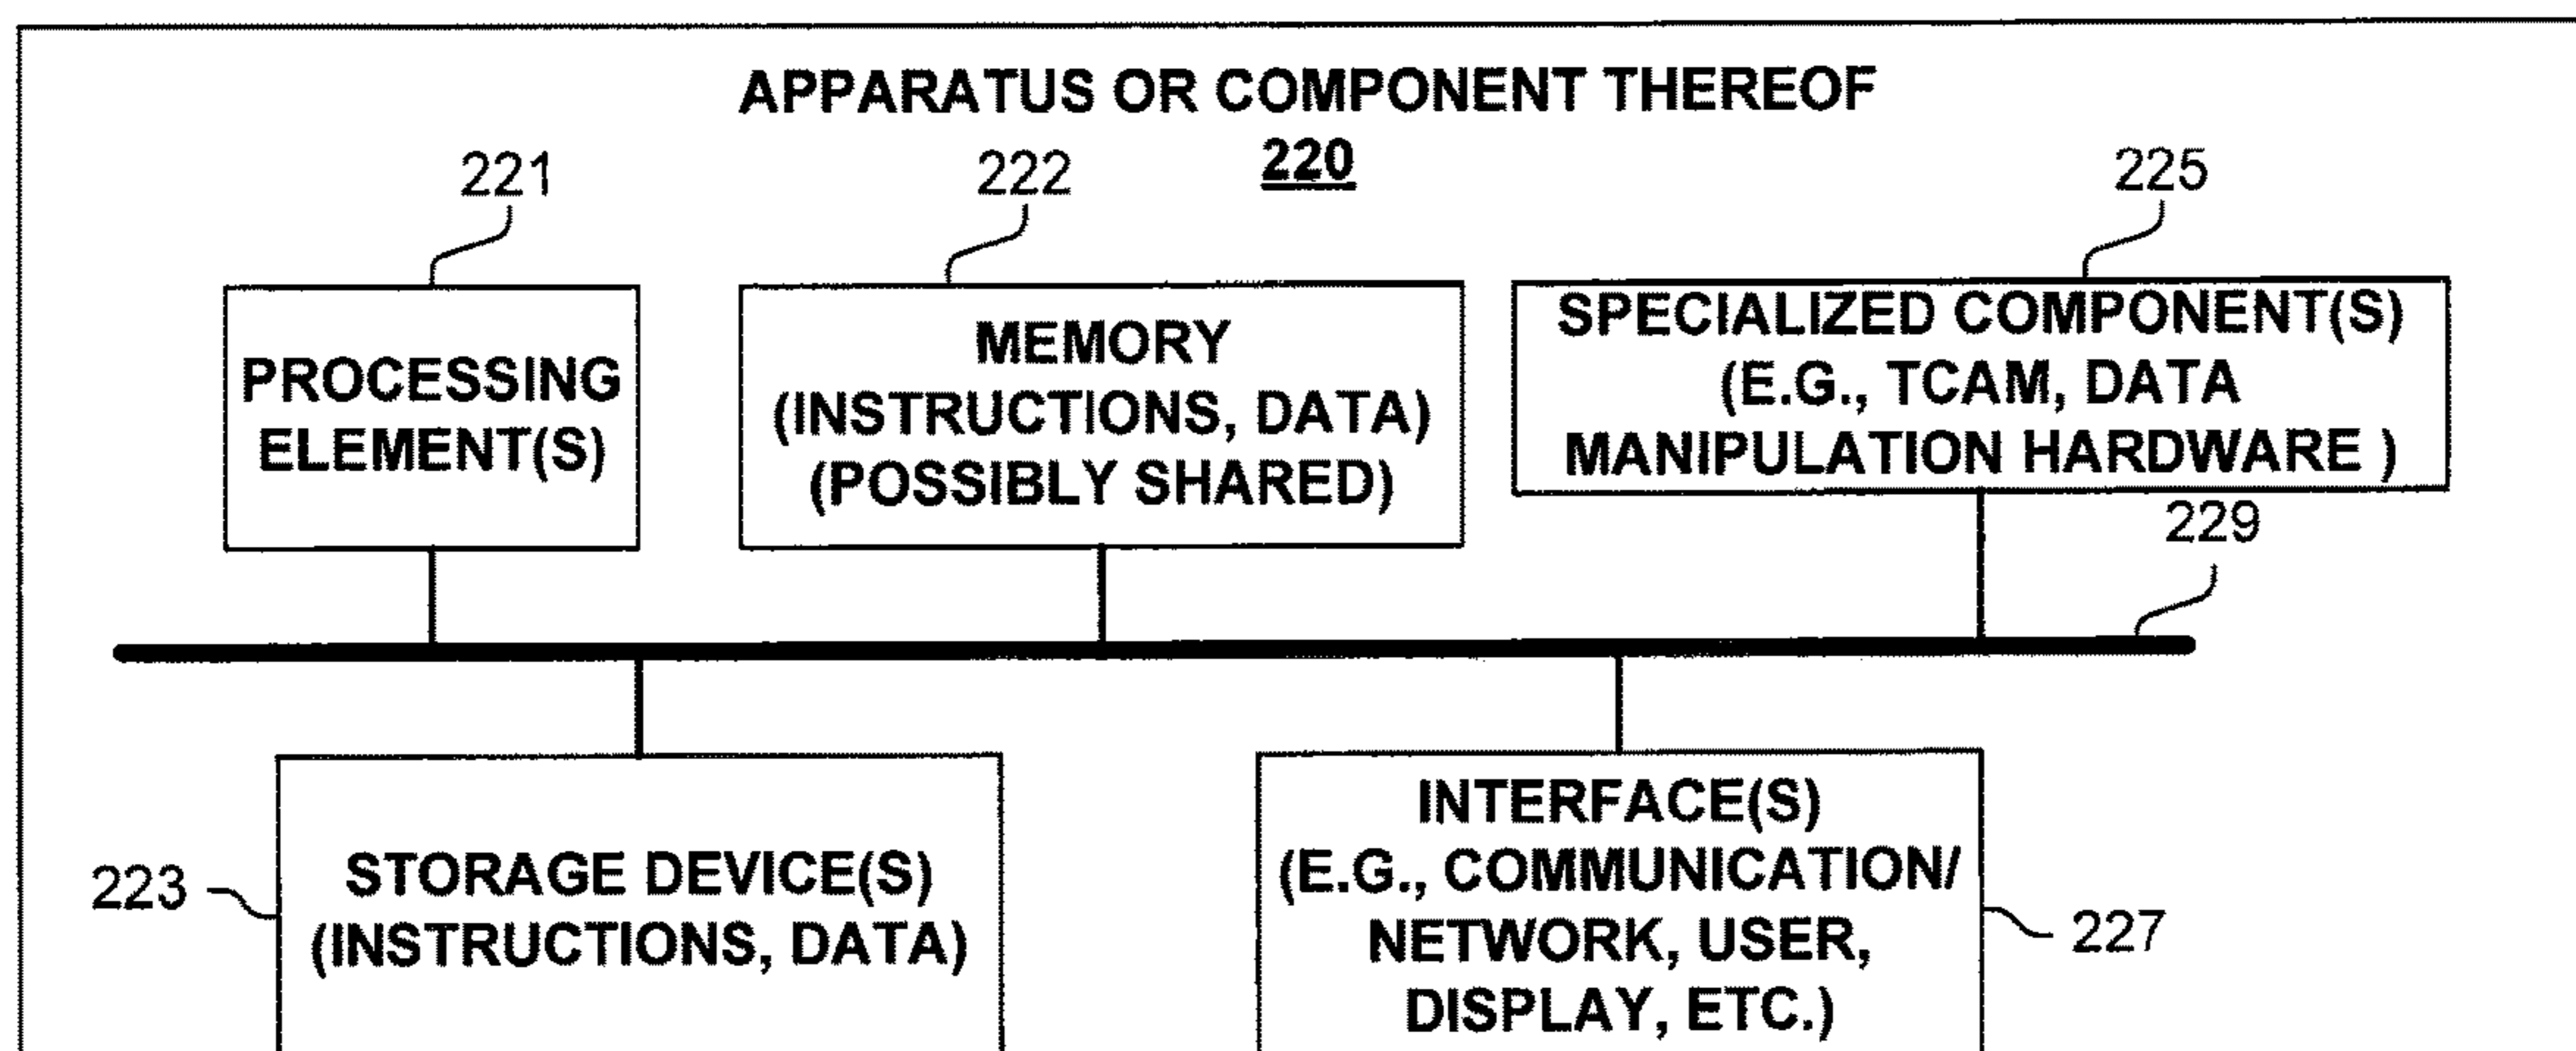 APPARATUS OR COMPONENT THEREOF
220
221
222
225
PROCESSING
ELEMENT(S)
MEMORY
(INSTRUCTIONS, DATA)
(POSSIBLY SHARED)
SPECIALIZED COMPONENT(S)
(E.G., TCAM, DATA
MANIPULATION HARDWARE )
229
223
STORAGE DEVICE(S)
(INSTRUCTIONS, DATA)
INTERFACE(S)
(E.G., COMMUNICATION/
NETWORK, USER,
DISPLAY, ETC.)
227